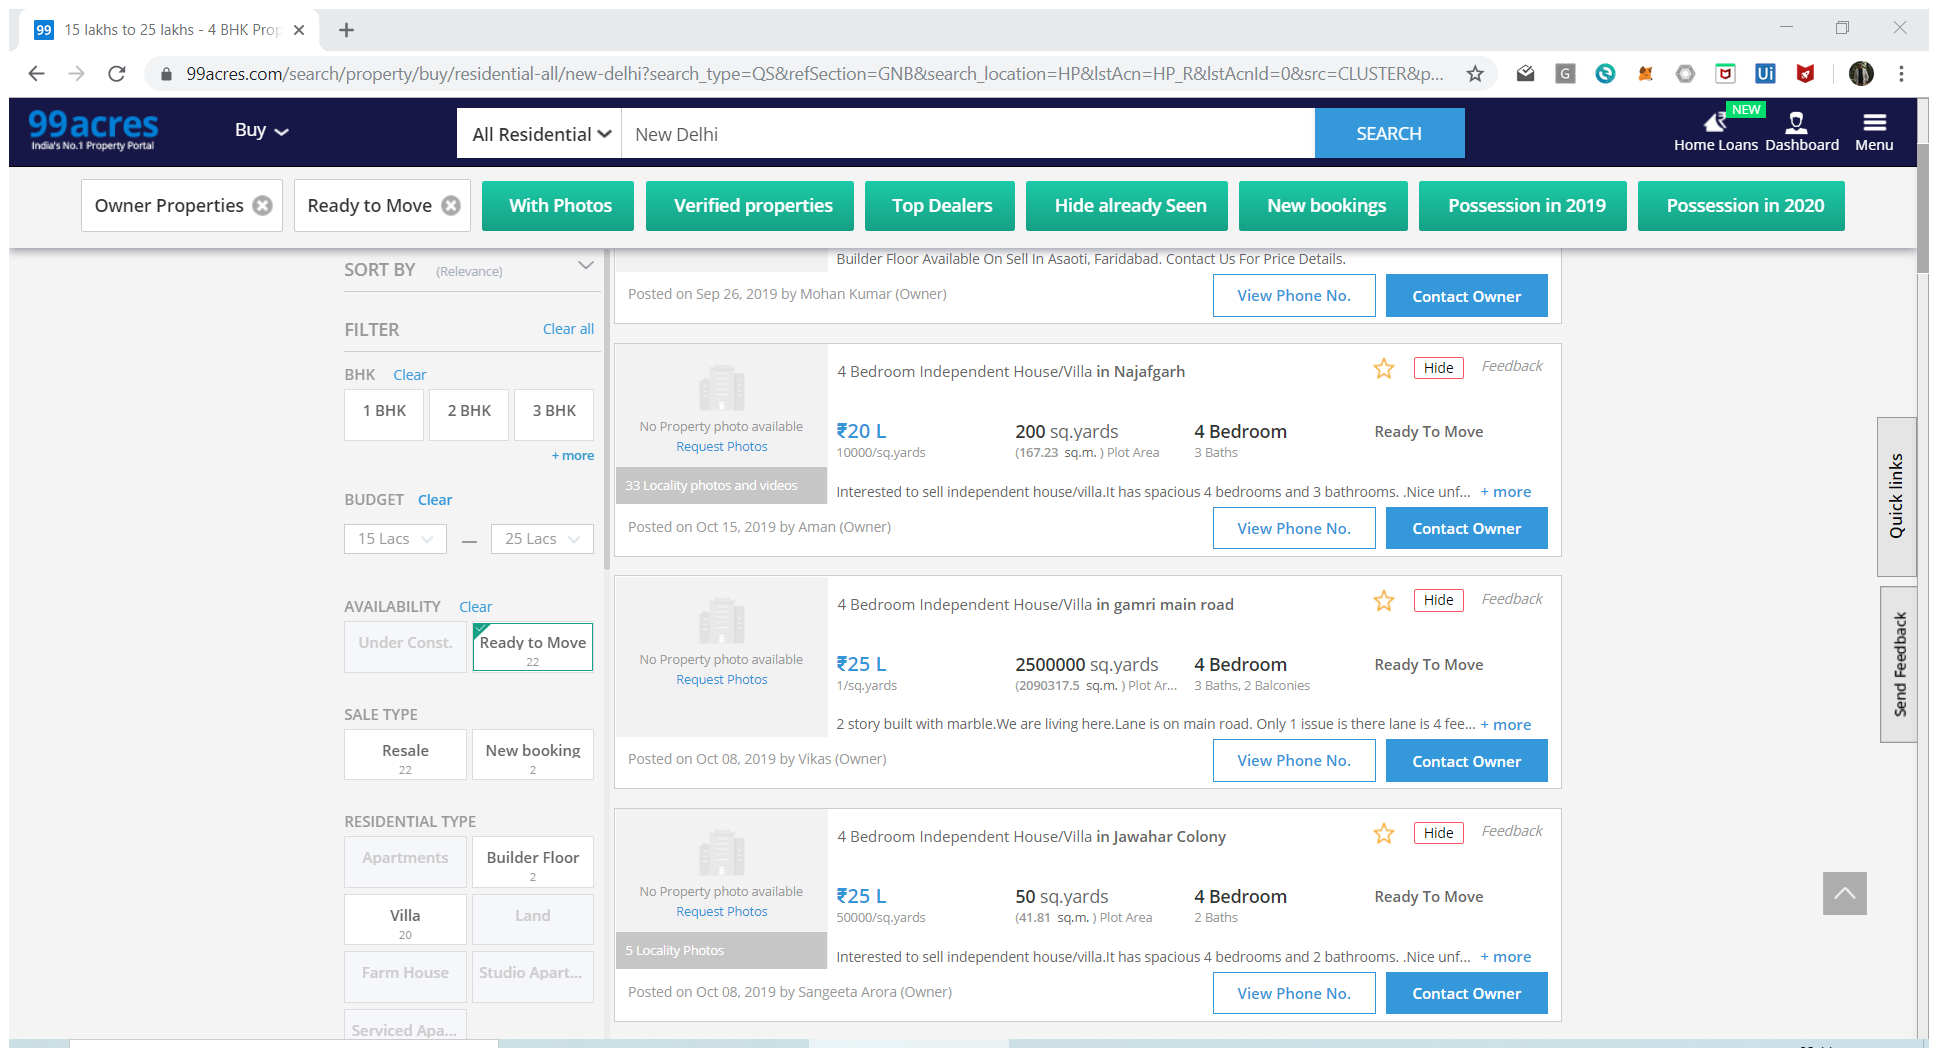 99 15 lakhs to 25 lakhs - 4 BHK Prop
99acres.com/search/property/buy/residential-all/new-delhi?search_type=QS&refSection=GNB&search_location=HP&lstAcn=HP_R&lstAcnId=0&src=CLUSTER&p...
G
Ui
99acres
India's No.1 Property Portal
Buy
All Residential
New Delhi
SEARCH
NEW
Home Loans
Dashboard
Menu
Owner Properties
Ready to Move
With Photos
Verified properties
Top Dealers
Hide already Seen
New bookings
Possession in 2019
Possession in 2020
SORT BY (Relevance)
FILTER Clear all
BHK Clear
1 BHK 2 BHK 3 BHK
+ more
BUDGET Clear
15 Lacs — 25 Lacs
AVAILABILITY Clear
Under Const.
Ready to Move
22
SALE TYPE
Resale
22
New booking
2
RESIDENTIAL TYPE
Apartments
Builder Floor
2
Villa
20
Land
Farm House
Studio Apart...
Serviced Apa...
Builder Floor Available On Sell In Asaoti, Faridabad. Contact Us For Price Details.
Posted on Sep 26, 2019 by Mohan Kumar (Owner)
View Phone No. Contact Owner
No Property photo available
Request Photos
33 Locality photos and videos
4 Bedroom Independent House/Villa in Najafgarh
Hide Feedback
₹20 L 200 sq.yards 4 Bedroom Ready To Move
10000/sq.yards (167.23 sq.m. ) Plot Area 3 Baths
Interested to sell independent house/villa.It has spacious 4 bedrooms and 3 bathrooms. .Nice unf... + more
Posted on Oct 15, 2019 by Aman (Owner)
View Phone No. Contact Owner
No Property photo available
Request Photos
4 Bedroom Independent House/Villa in gamri main road
Hide Feedback
₹25 L 2500000 sq.yards 4 Bedroom Ready To Move
1/sq.yards (2090317.5 sq.m. ) Plot Ar... 3 Baths, 2 Balconies
2 story built with marble.We are living here.Lane is on main road. Only 1 issue is there lane is 4 fee... + more
Posted on Oct 08, 2019 by Vikas (Owner)
View Phone No. Contact Owner
No Property photo available
Request Photos
5 Locality Photos
4 Bedroom Independent House/Villa in Jawahar Colony
Hide Feedback
₹25 L 50 sq.yards 4 Bedroom Ready To Move
50000/sq.yards (41.81 sq.m. ) Plot Area 2 Baths
Interested to sell independent house/villa.It has spacious 4 bedrooms and 2 bathrooms. .Nice unf... + more
Posted on Oct 08, 2019 by Sangeeta Arora (Owner)
View Phone No. Contact Owner
Quick links
Send Feedback